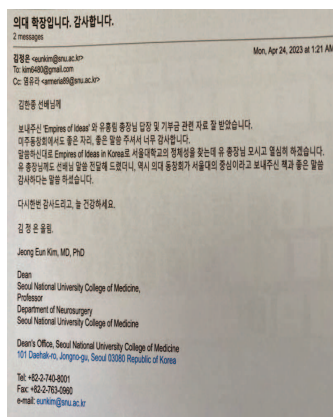 의대 학장입니다. 감사합니다.
2 messages
김정은 <eunkim@snu.ac.kr>
Mon, Apr 24, 2023 at 1:21 AM
To: kim6480@gmail.com
Cc: 염유라 <armeria89@snu.ac.kr>
김한종 선배님께
보내주신 'Empires of Ideas' 와 유홍림 총장님 답장 및 기부금 관련 자료 잘 받았습니다.
미주동창회에서도 좋은 자리, 좋은 말씀 주셔서 너무 감사합니다.
말씀하신대로 Empires of Ideas in Korea로 서울대학교의 정체성을 찾는데 유 총장님 모시고 열심히 하겠습니다.
유 총장님께도 선배님 말씀 전달해 드렸더니, 역시 의대 동창회가 서울대의 중심이라고 보내주신 책과 좋은 말씀
감사하다는 말씀 하셨습니다.
다시한번 감사드리고, 늘 건강하세요.
김 정 은 올림.
Jeong Eun Kim, MD, PhD
Dean
Seoul National University College of Medicine,
Professor
Department of Neurosurgery
Seoul National University College of Medicine
Dean's Office, Seoul National University College of Medicine
101 Daehak-ro, Jongno-gu, Seoul 03080 Republic of Korea
Tel: +82-2-740-8001
Fax: +82-2-763-0960
e-mail: eunkim@snu.ac.kr